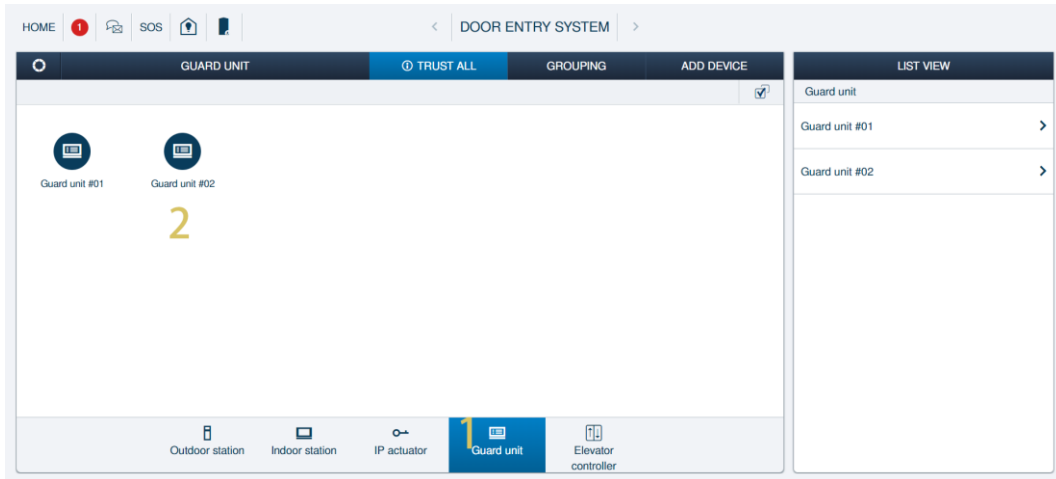 HOME 1 SOS < DOOR ENTRY SYSTEM >
GUARD UNIT TRUST ALL GROUPING ADD DEVICE
Guard unit #01 Guard unit #02
2
1
Outdoor station Indoor station IP actuator Guard unit Elevator controller
LIST VIEW
Guard unit
Guard unit #01
Guard unit #02